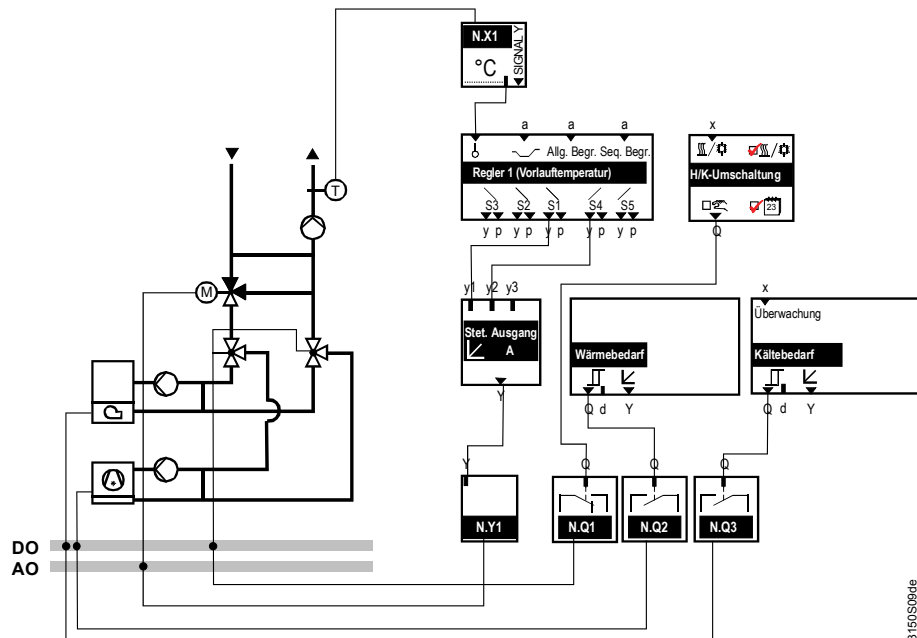 N.X1
°C
SIGNAL Y
a a a x
Allg. Begr. Seq. Begr.
Regler 1 (Vorlauftemperatur)
H/K-Umschaltung
S3 S2 S1 S4 S5
23
y p y p y p y p y p
Q
T
M
y1 y2 y3
x
Stet. Ausgang
A
Überwachung
Wärmebedarf
Kältebedarf
Y
Q d Y
Q d Y
Y
Q
Q
Q
N.Y1
N.Q1
N.Q2
N.Q3
DO
AO
3150S09de